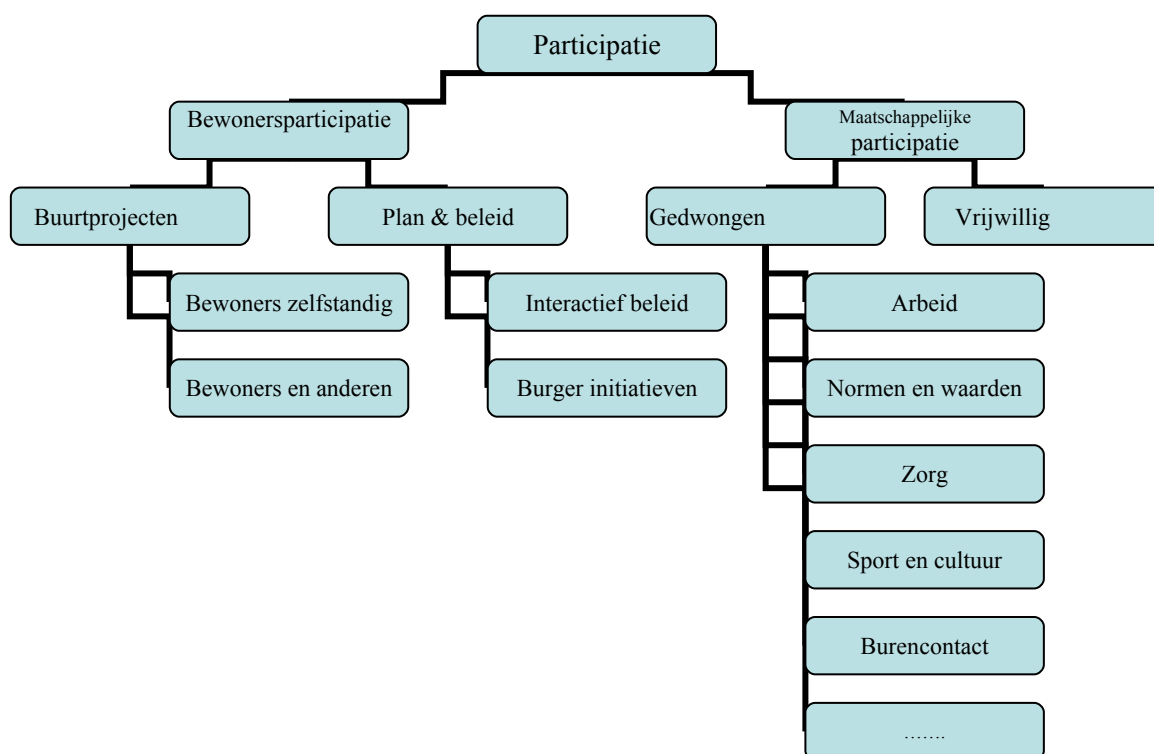 Participatie
Bewonersparticipatie
Maatschappelijke
participatie
Buurtprojecten
Plan & beleid
Gedwongen
Vrijwillig
Bewoners zelfstandig
Interactief beleid
Arbeid
Bewoners en anderen
Burger initiatieven
Normen en waarden
Zorg
Sport en cultuur
Burencontact
.......